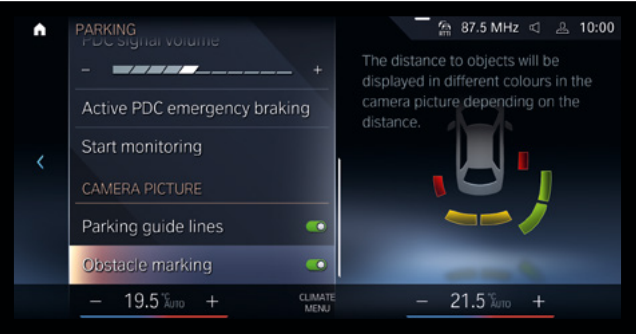 PARKING
RTTI 87.5 MHz 10:00
PDC signal volume
- +
Active PDC emergency braking
Start monitoring
CAMERA PICTURE
Parking guide lines
Obstacle marking
The distance to objects will be
displayed in different colours in the
camera picture depending on the
distance.
- 19.5 °C AUTO +
CLIMATE
MENU
- 21.5 °C AUTO +